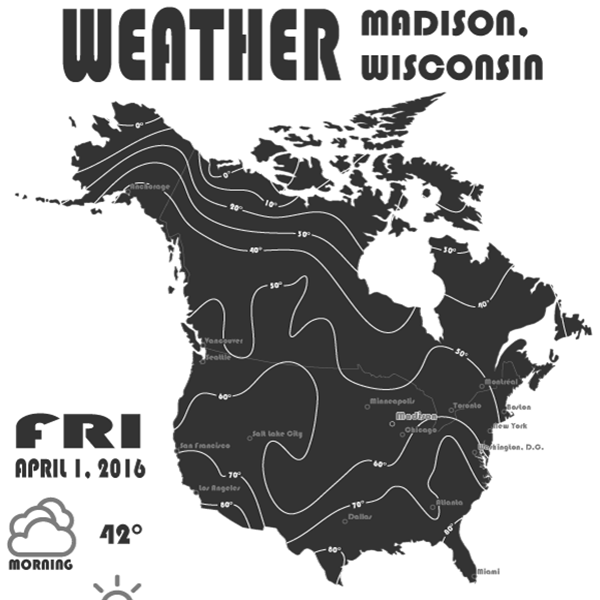 WEATHER
MADISON,
WISCONSIN
0°
Anchorage
0°
10°
20°
30°
40°
30°
40°
50°
50°
Vancouver
Seattle
Montreal
60°
Minneapolis
Toronto
Boston
Madison
New York
Chicago
Salt Lake City
San Francisco
Washington, D.C.
60°
70°
Los Angeles
80°
70°
Atlanta
Dallas
80°
80°
Miami
FRI
APRIL 1, 2016
42°
MORNING